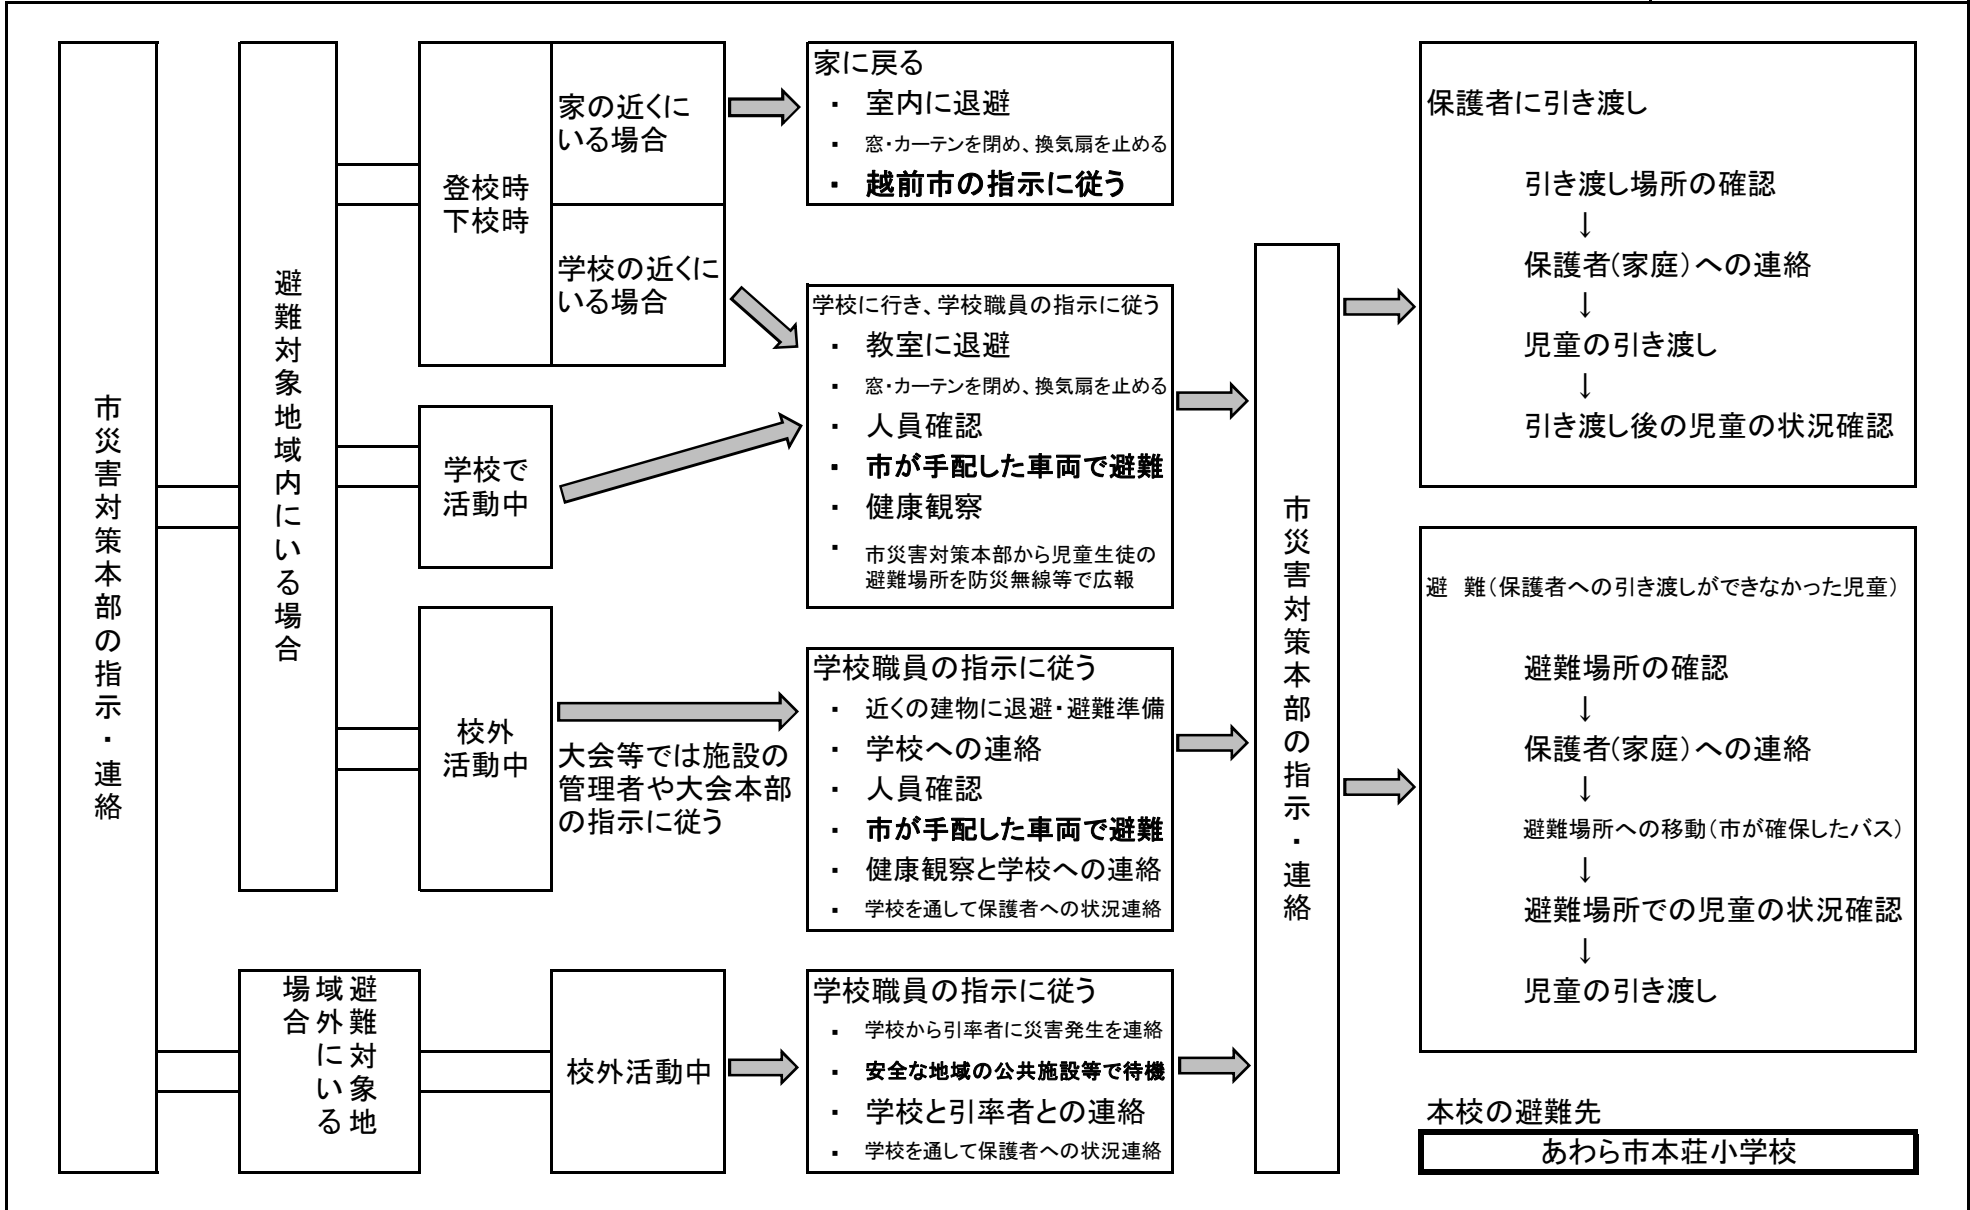 市災害対策本部の指示・連絡
避難対象地域内にいる場合
登校時
下校時
家の近くに
いる場合
学校の近くに
いる場合
家に戻る
・ 室内に退避
・ 窓・カーテンを閉め、換気扇を止める
・ 越前市の指示に従う
学校で
活動中
学校に行き、学校職員の指示に従う
・ 教室に退避
・ 窓・カーテンを閉め、換気扇を止める
・ 人員確認
・ 市が手配した車両で避難
・ 健康観察
・ 市災害対策本部から児童生徒の
避難場所を防災無線等で広報
校外
活動中
大会等では施設の
管理者や大会本部
の指示に従う
学校職員の指示に従う
・ 近くの建物に退避・避難準備
・ 学校への連絡
・ 人員確認
・ 市が手配した車両で避難
・ 健康観察と学校への連絡
・ 学校を通して保護者への状況連絡
避難対象地
域外にいる
場合
校外活動中
学校職員の指示に従う
・ 学校から引率者に災害発生を連絡
・ 安全な地域の公共施設等で待機
・ 学校と引率者との連絡
・ 学校を通して保護者への状況連絡
市災害対策本部の指示・連絡
保護者に引き渡し
引き渡し場所の確認
↓
保護者(家庭)への連絡
↓
児童の引き渡し
↓
引き渡し後の児童の状況確認
避　難(保護者への引き渡しができなかった児童)
避難場所の確認
↓
保護者(家庭)への連絡
↓
避難場所への移動(市が確保したバス)
↓
避難場所での児童の状況確認
↓
児童の引き渡し
本校の避難先
あわら市本荘小学校